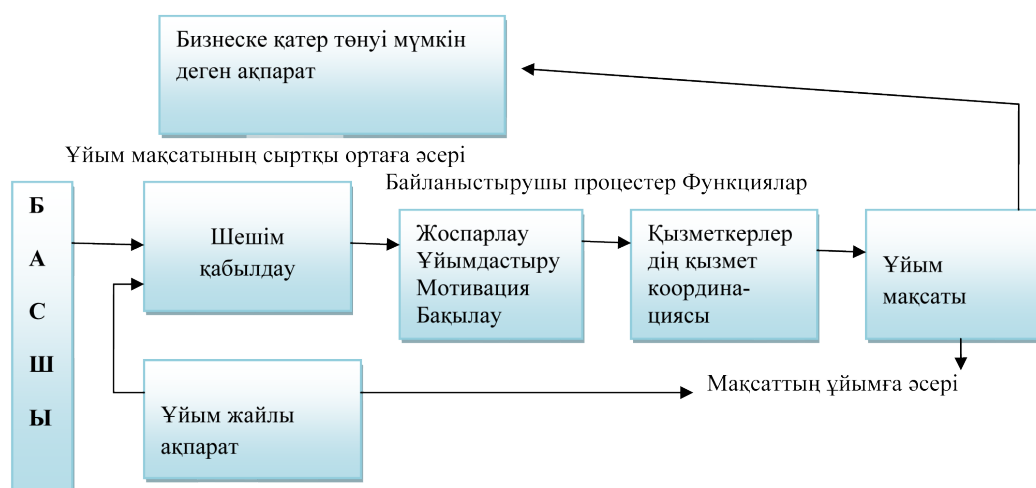 Бизнеске қатер төнуі мүмкін
деген ақпарат
Ұйым мақсатының сыртқы ортаға әсері
Байланыстырушы процестер Функциялар
Б
А
С
Ш
Ы
Шешім
қабылдау
Жоспарлау
Ұйымдастыру
Мотивация
Бақылау
Қызметкерлер
дің қызмет
координа-
циясы
Ұйым
мақсаты
Мақсаттың ұйымға әсері
Ұйым жайлы
ақпарат